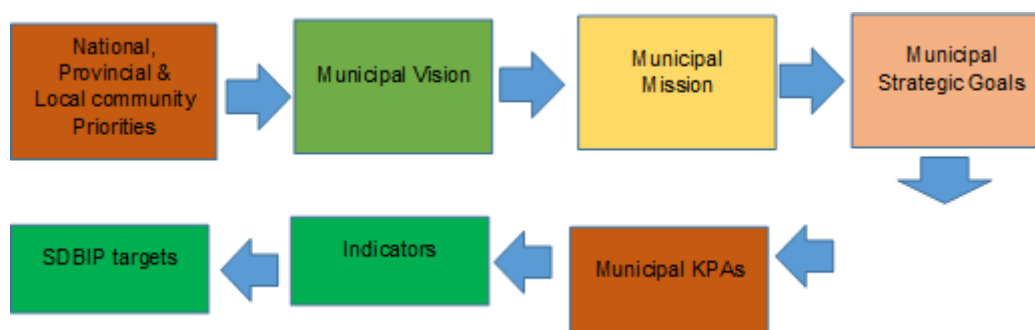 National,
Provincial &
Local community
Priorities
Municipal Vision
Municipal
Mission
Municipal
Strategic Goals
Municipal KPAs
Indicators
SDBIP targets